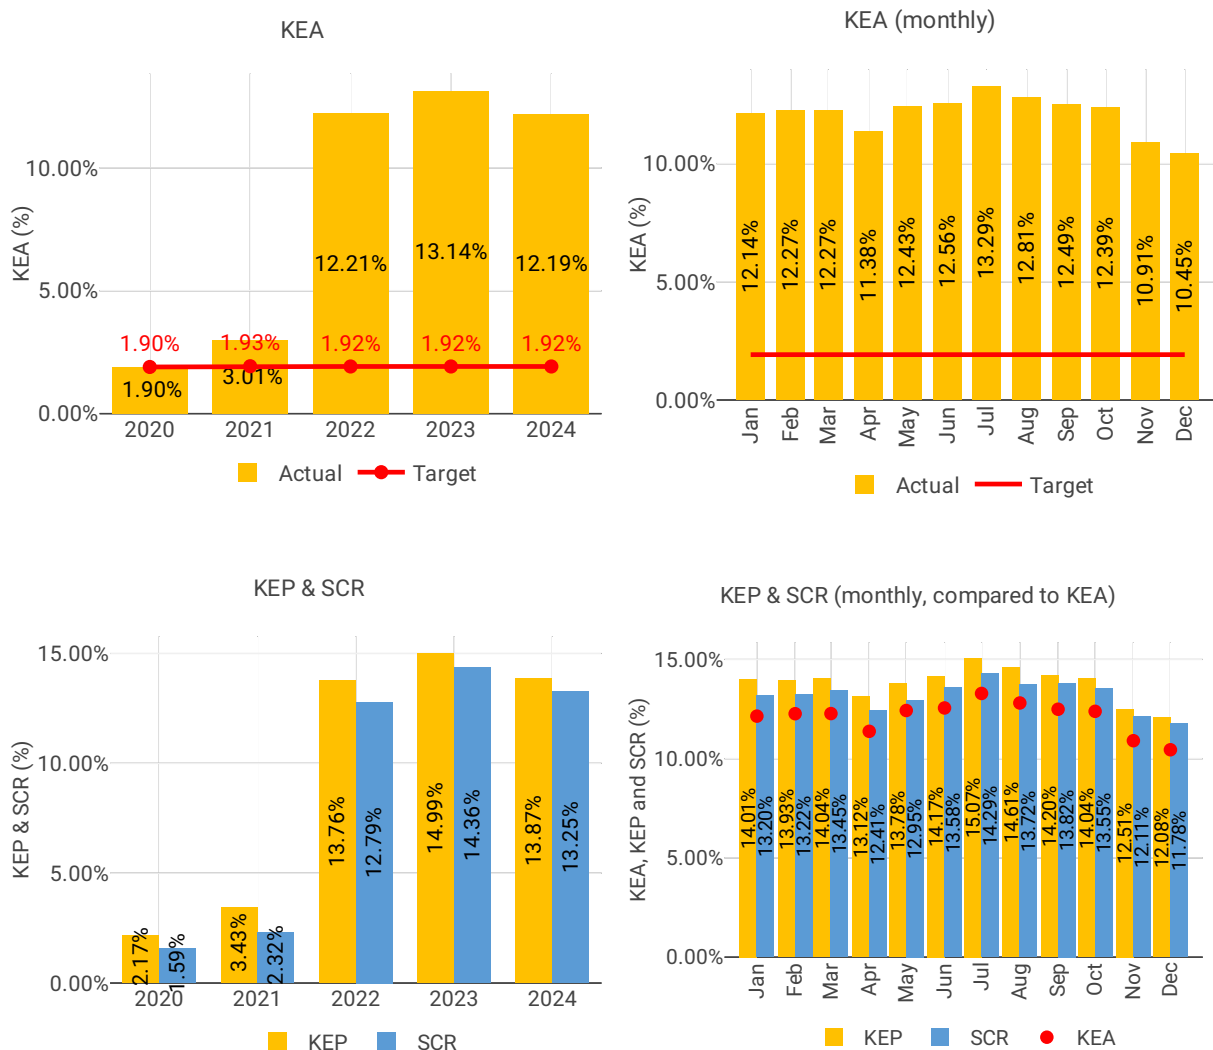 KEA
KEA (%)
10.00%
5.00%
0.00%
12.21%
13.14%
12.19%
1.90%
1.93%
1.92%
1.92%
1.92%
1.90%
3.01%
2020
2021
2022
2023
2024
Actual
Target
KEA (monthly)
KEA (%)
10.00%
5.00%
0.00%
12.14%
12.27%
12.27%
11.38%
12.43%
12.56%
13.29%
12.81%
12.49%
12.39%
10.91%
10.45%
Jan
Feb
Mar
Apr
May
Jun
Jul
Aug
Sep
Oct
Nov
Dec
Actual
Target
KEP & SCR
KEP & SCR (%)
15.00%
10.00%
5.00%
0.00%
2.17%
1.59%
3.43%
2.32%
13.76%
12.79%
14.99%
14.36%
13.87%
13.25%
2020
2021
2022
2023
2024
KEP
SCR
KEP & SCR (monthly, compared to KEA)
KEA, KEP and SCR (%)
15.00%
10.00%
5.00%
0.00%
14.01%
13.20%
13.93%
13.22%
14.04%
13.45%
13.12%
12.41%
13.78%
12.95%
14.17%
13.58%
15.07%
14.29%
14.61%
13.72%
14.20%
13.82%
14.04%
13.55%
12.51%
12.11%
12.08%
11.78%
Jan
Feb
Mar
Apr
May
Jun
Jul
Aug
Sep
Oct
Nov
Dec
KEP
SCR
KEA